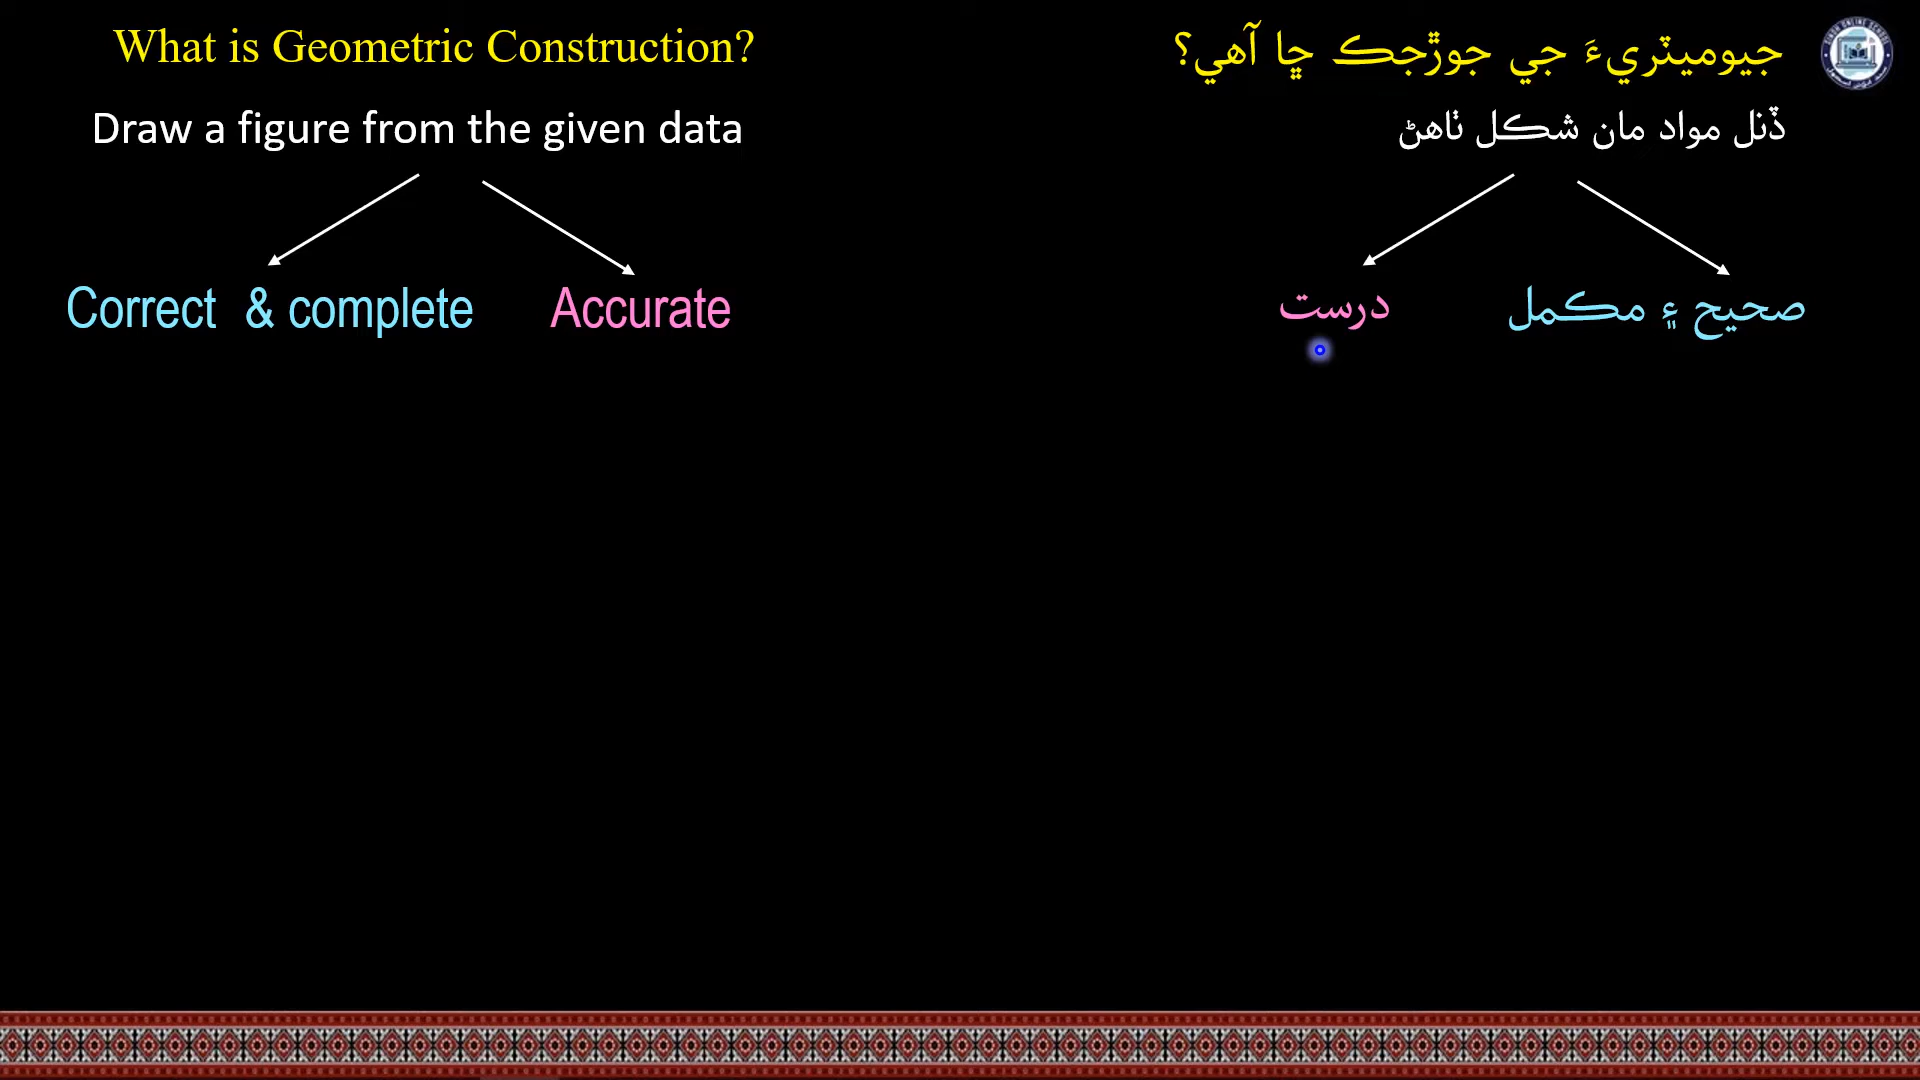 What is Geometric Construction?
جيوميٽريءَ جي جوڙجڪ ڇا آهي؟
Draw a figure from the given data
ڏنل مواد مان شڪل ٺاهڻ
Correct & complete
Accurate
صحيح ۽ مڪمل
درست